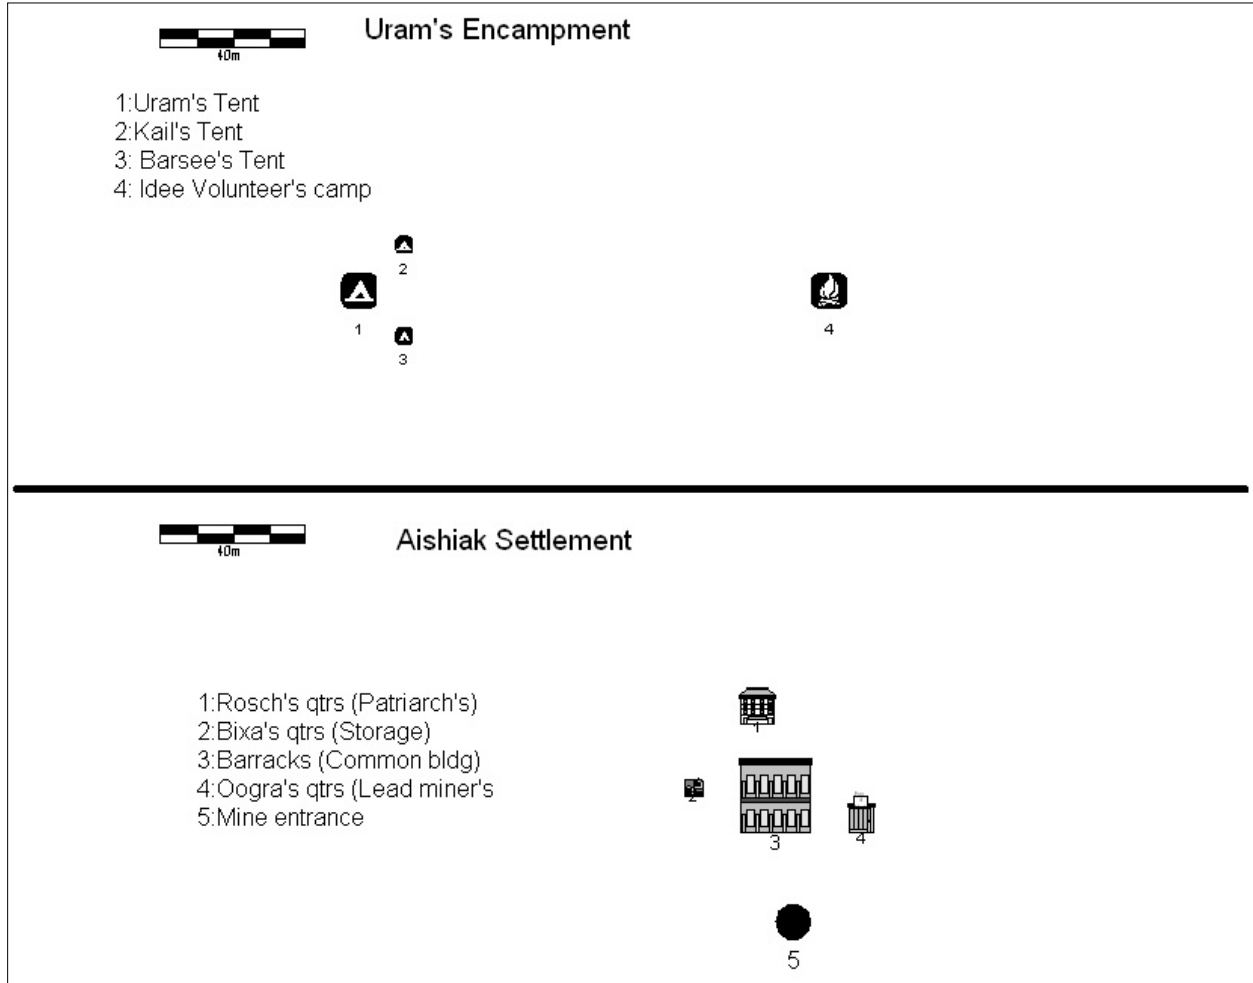 Uram's Encampment
40m
1:Uram's Tent
2:Kail's Tent
3: Barsee's Tent
4: Idee Volunteer's camp
2
1
4
3
Aishiak Settlement
40m
1:Rosch's qtrs (Patriarch's)
2:Bixa's qtrs (Storage)
3:Barracks (Common bldg)
4:Oogra's qtrs (Lead miner's
5:Mine entrance
1
2
3
4
5